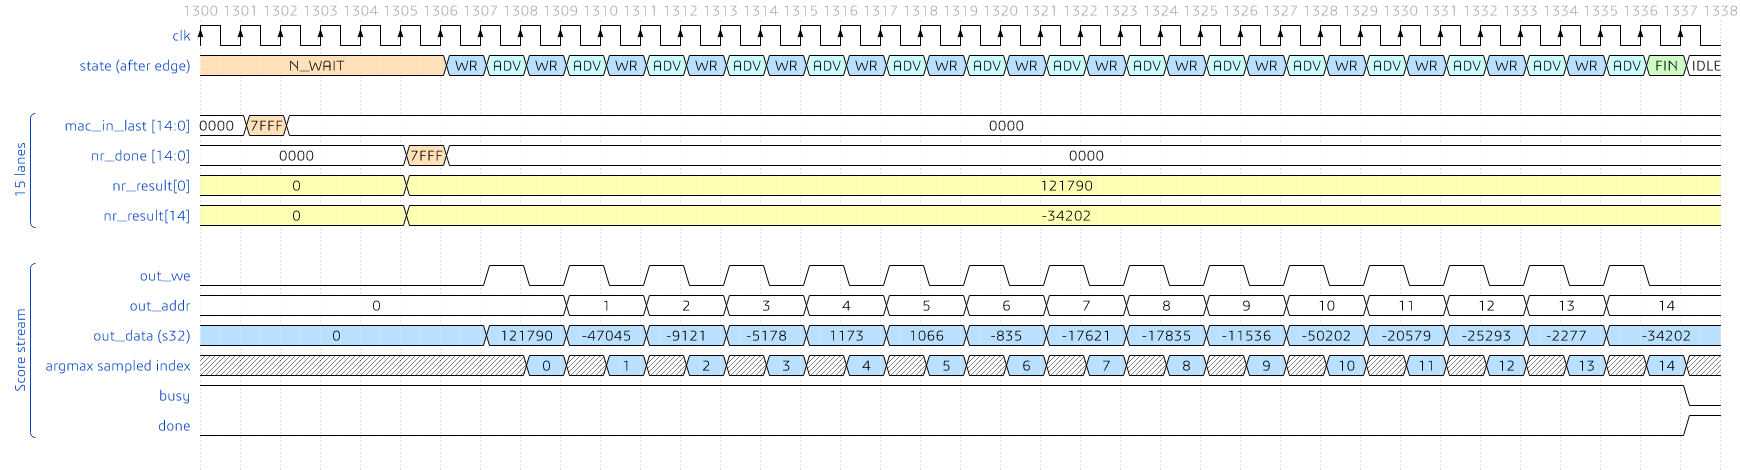 1300 1301 1302 1303 1304 1305 1306 1307 1308 1309 1310 1311 1312 1313 1314 1315 1316 1317 1318 1319 1320 1321 1322 1323 1324 1325 1326 1327 1328 1329 1330 1331 1332 1333 1334 1335 1336 1337 1338
clk
state (after edge) N_WAIT WR ADV WR ADV WR ADV WR ADV WR ADV WR ADV WR ADV WR ADV WR ADV WR ADV WR ADV WR ADV WR ADV WR ADV WR ADV FIN IDLE
15 lanes
mac_in_last [14:0] 0000 7FFF 0000
nr_done [14:0] 0000 7FFF 0000
nr_result[0] 0 121790
nr_result[14] 0 -34202
Score stream
out_we
out_addr 0 1 2 3 4 5 6 7 8 9 10 11 12 13 14
out_data (s32) 0 121790 -47045 -9121 -5178 1173 1066 -835 -17621 -17835 -11536 -50202 -20579 -25293 -2277 -34202
argmax sampled index 0 1 2 3 4 5 6 7 8 9 10 11 12 13 14
busy
done